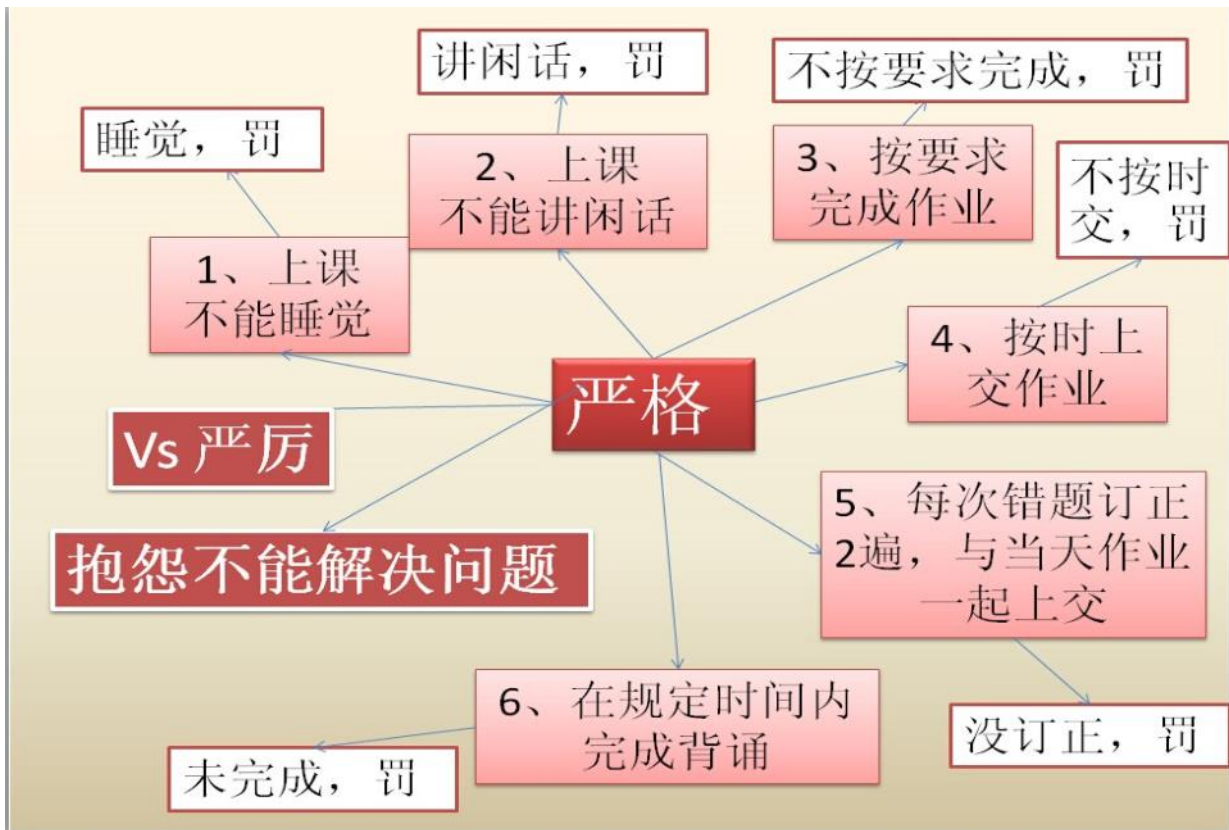 讲闲话，罚
不按要求完成，罚
睡觉，罚
2、上课
不能讲闲话
3、按要求
完成作业
不按时
交，罚
1、上课
不能睡觉
4、按时上
交作业
严格
Vs 严厉
抱怨不能解决问题
5、每次错题订正
2遍，与当天作业
一起上交
6、在规定时间内
完成背诵
没订正，罚
未完成，罚